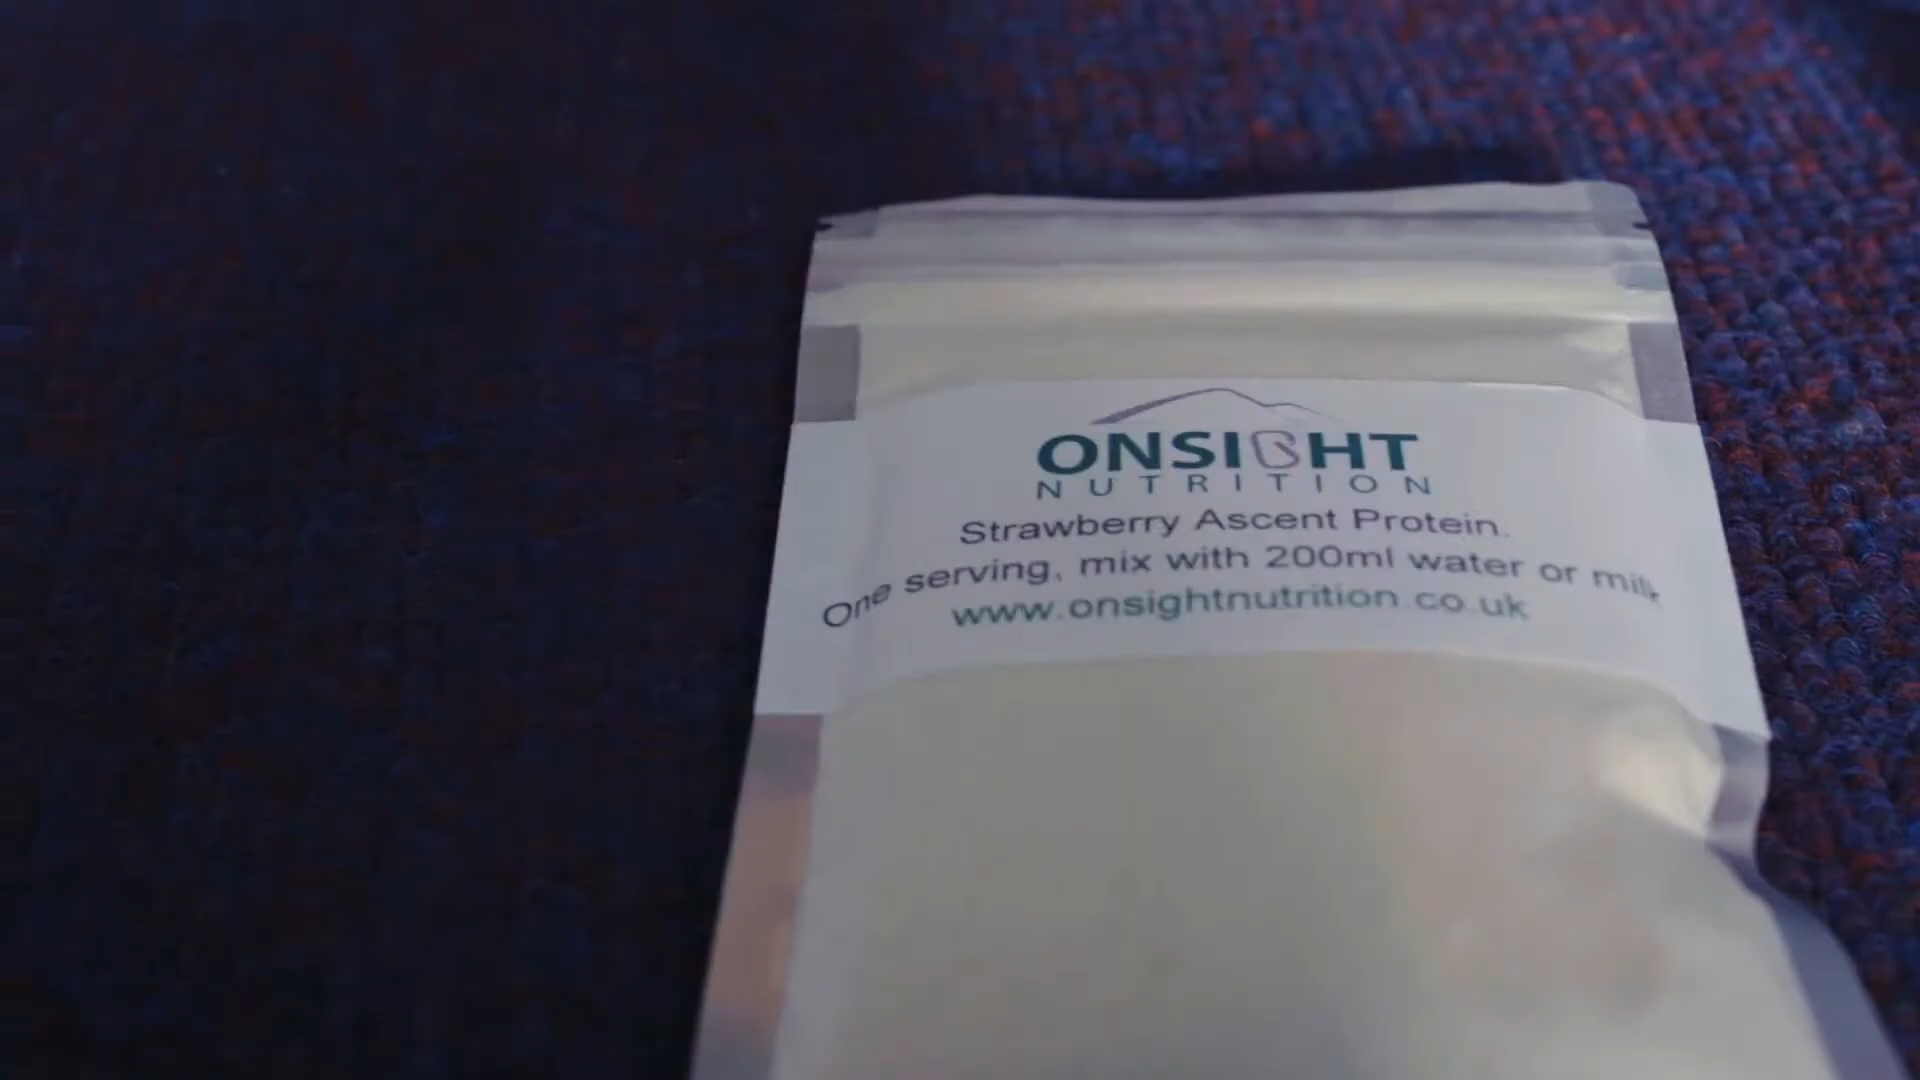 ONSIGHT
NUTRITION
Strawberry Ascent Protein.
One serving, mix with 200ml water or milk
www.onsightnutrition.co.uk